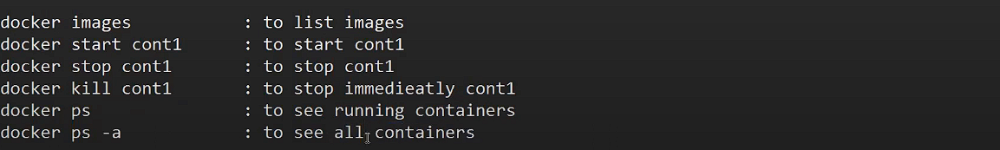 docker images : to list images
docker start cont1 : to start cont1
docker stop cont1 : to stop cont1
docker kill cont1 : to stop immedieatly cont1
docker ps : to see running containers
docker ps -a : to see all containers